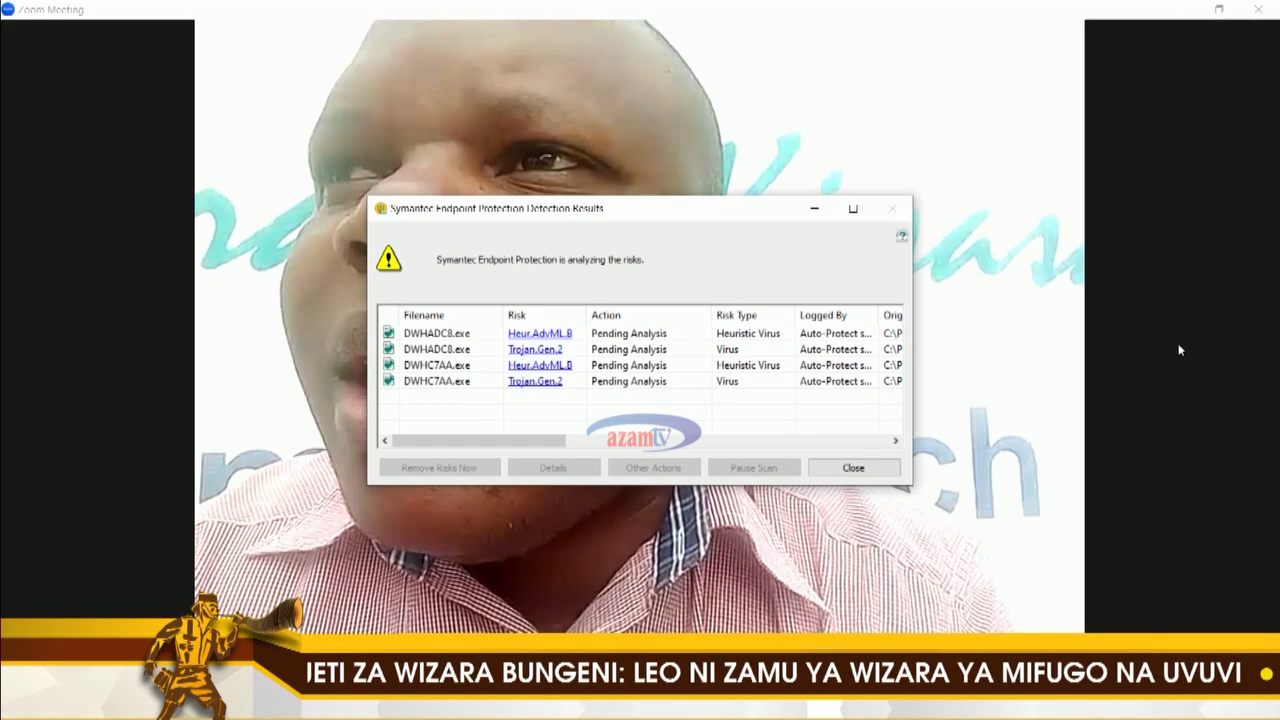 Zoom Meeting
Symantec Endpoint Protection Detection Results
Symantec Endpoint Protection is analyzing the risks.
Filename Risk Action Risk Type Logged By Orig
DWHADC8.exe Heur.AdvML.B Pending Analysis Heuristic Virus Auto-Protect s... C:\P
DWHADC8.exe Trojan.Gen.2 Pending Analysis Virus Auto-Protect s... C:\P
DWHC7AA.exe Heur.AdvML.B Pending Analysis Heuristic Virus Auto-Protect s... C:\P
DWHC7AA.exe Trojan.Gen.2 Pending Analysis Virus Auto-Protect s... C:\P
azamtv
Remove Risks Now Details Other Actions Pause Scan Close
JETI ZA WIZARA BUNGENI: LEO NI ZAMU YA WIZARA YA MIFUGO NA UVUVI